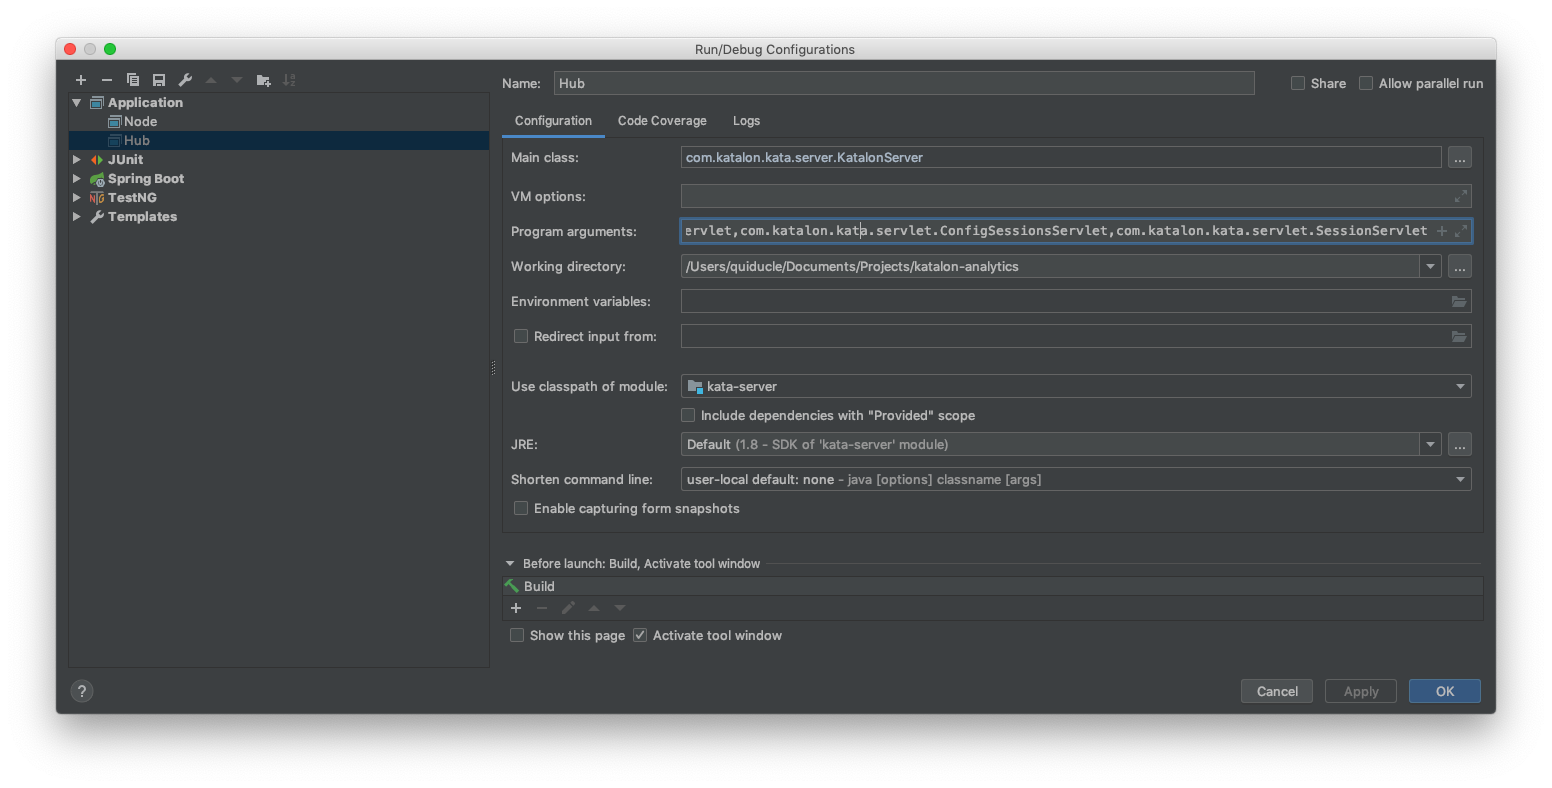 Run/Debug Configurations
Application
Node
Hub
JUnit
Spring Boot
TestNG
Templates
Name: Hub Share Allow parallel run
Configuration Code Coverage Logs
Main class: com.katalon.kata.server.KatalonServer ...
VM options:
Program arguments: ervlet,com.katalon.kata.servlet.ConfigSessionsServlet,com.katalon.kata.servlet.SessionServlet
Working directory: /Users/quiducle/Documents/Projects/katalon-analytics ...
Environment variables:
Redirect input from:
Use classpath of module: kata-server
Include dependencies with "Provided" scope
JRE: Default (1.8 - SDK of 'kata-server' module) ...
Shorten command line: user-local default: none - java [options] classname [args]
Enable capturing form snapshots
Before launch: Build, Activate tool window
Build
Show this page Activate tool window
? Cancel Apply OK